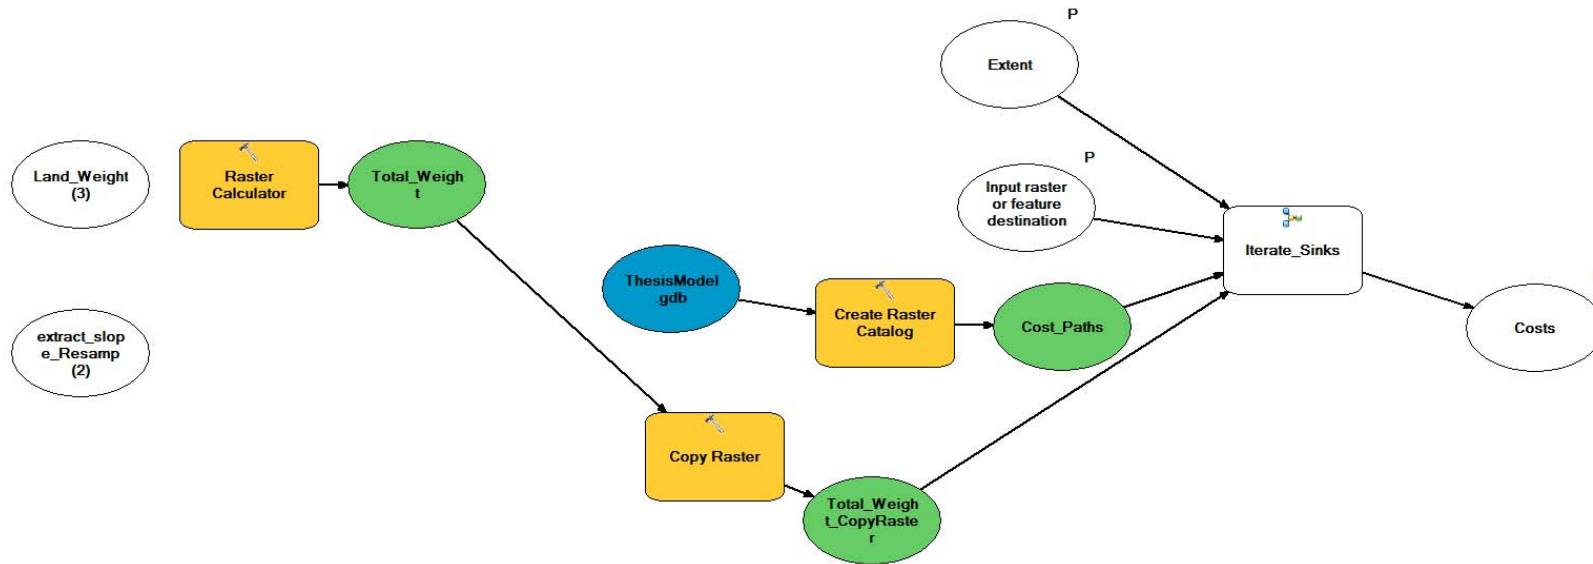 P
Extent
P
Land_Weight
(3)
Raster
Calculator
Total_Weigh
t
Input raster
or feature
destination
Iterate_Sinks
ThesisModel
.gdb
Create Raster
Catalog
Cost_Paths
Costs
extract_slop
e_Resamp
(2)
Copy Raster
Total_Weigh
t_CopyRaste
r